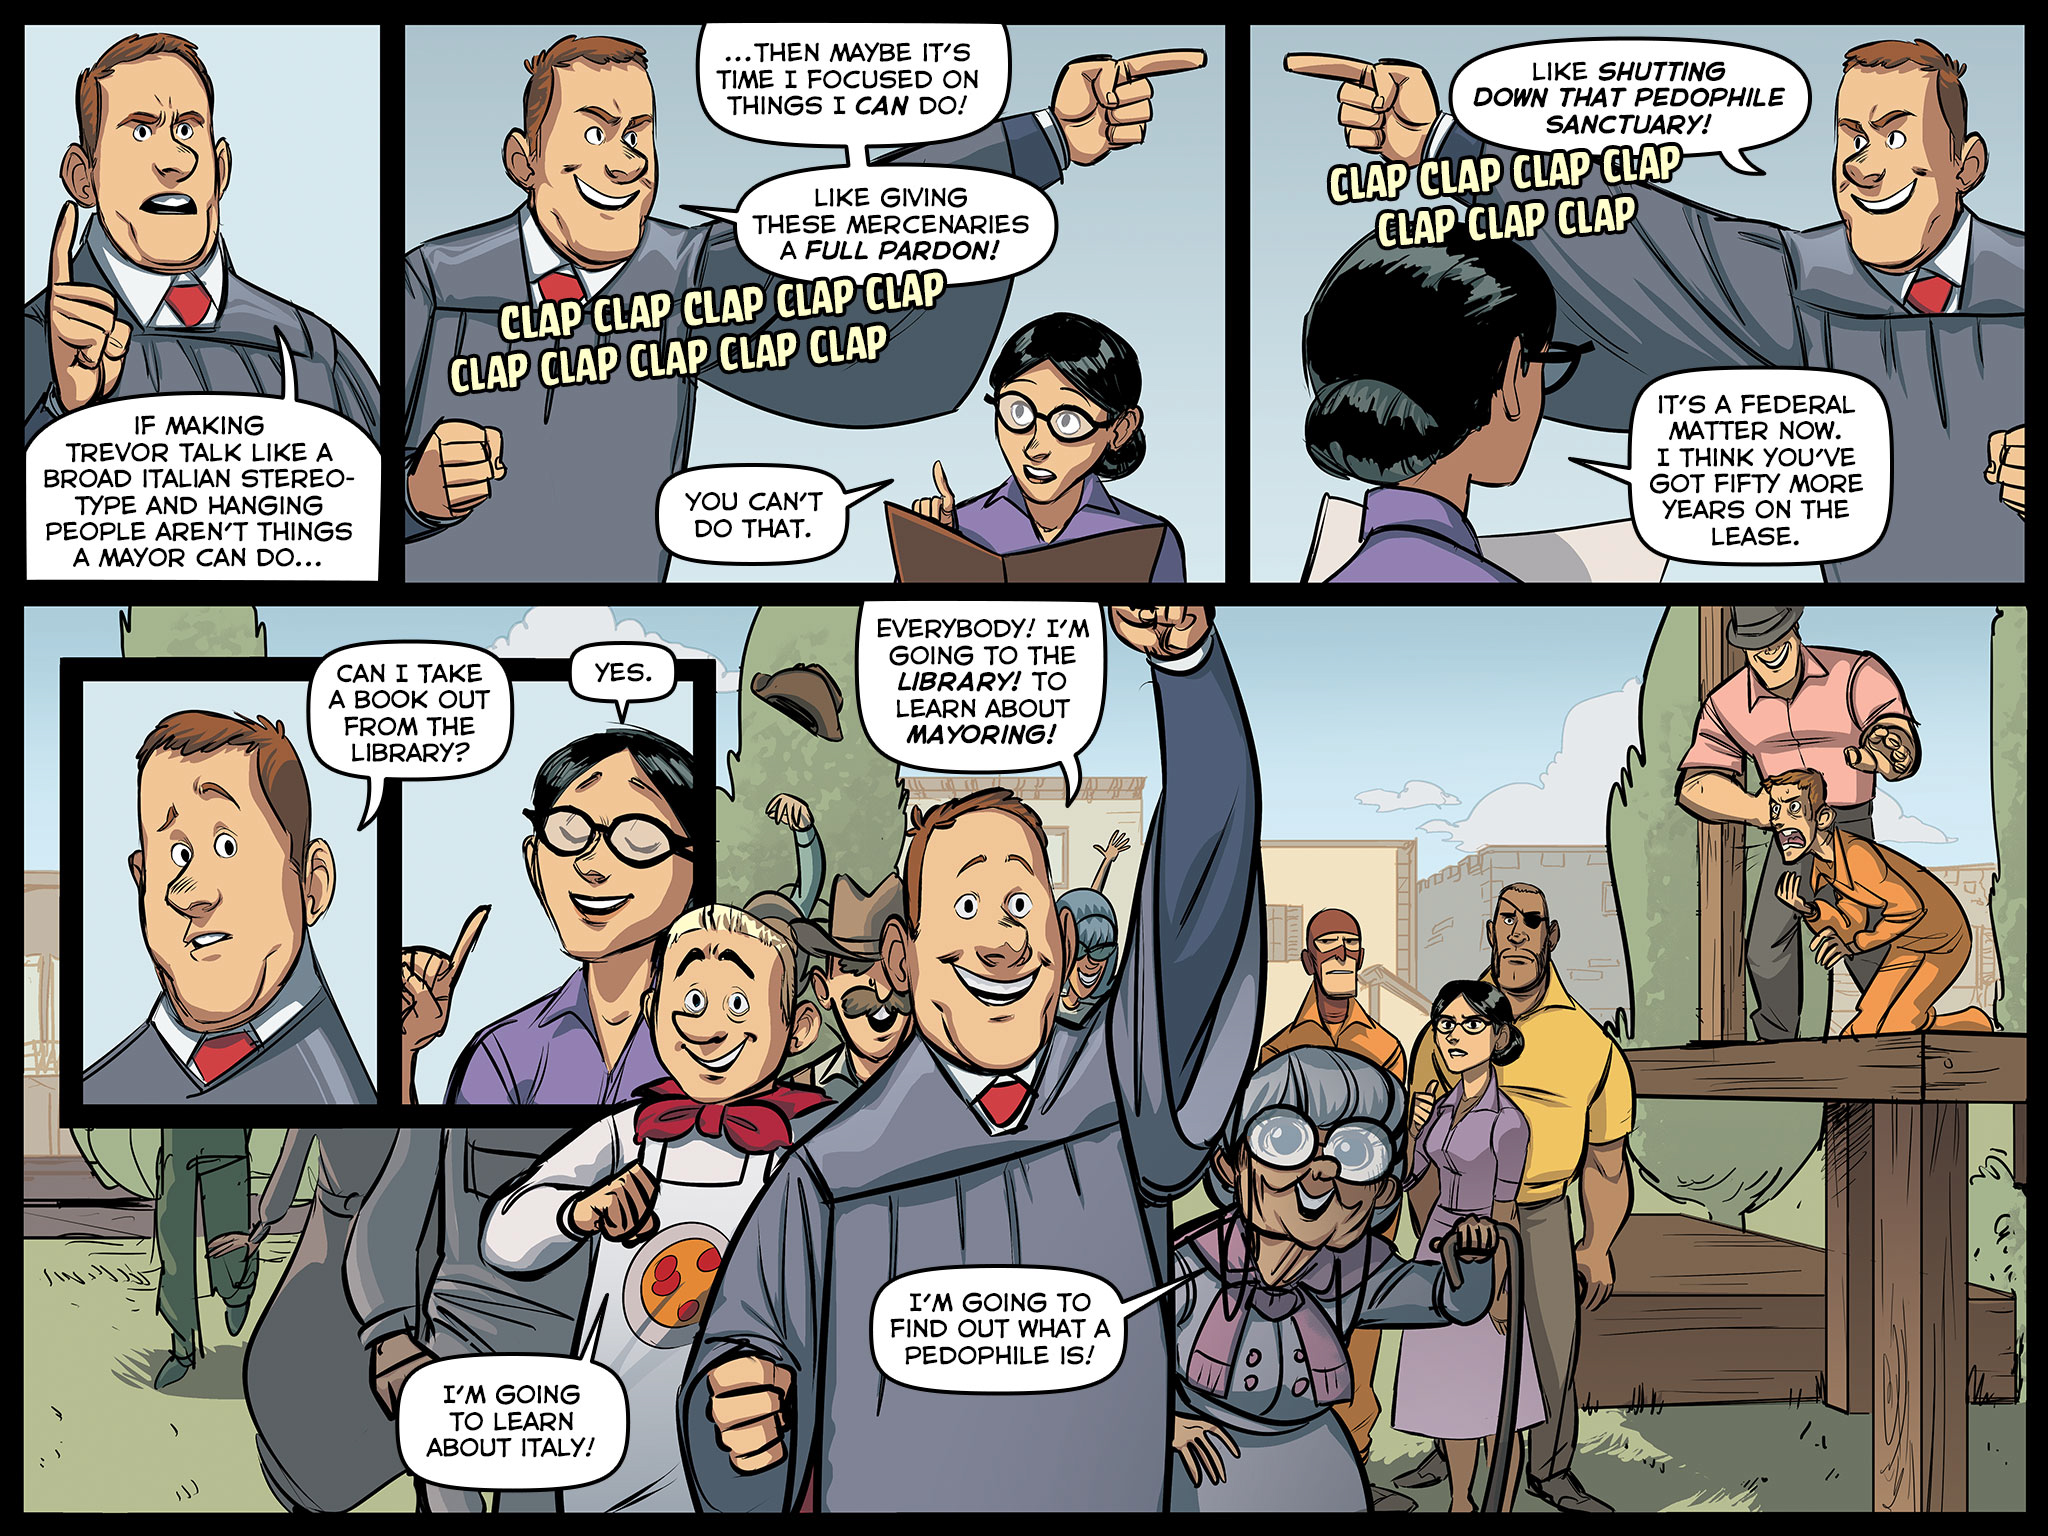 IF MAKING
TREVOR TALK LIKE A
BROAD ITALIAN STEREO-
TYPE AND HANGING
PEOPLE AREN'T THINGS
A MAYOR CAN DO...
...THEN MAYBE IT'S
TIME I FOCUSED ON
THINGS I CAN DO!
LIKE GIVING
THESE MERCENARIES
A FULL PARDON!
CLAP CLAP CLAP CLAP CLAP
CLAP CLAP CLAP CLAP CLAP
YOU CAN'T
DO THAT.
LIKE SHUTTING
DOWN THAT PEDOPHILE
SANCTUARY!
CLAP CLAP CLAP CLAP
CLAP CLAP CLAP
IT'S A FEDERAL
MATTER NOW.
I THINK YOU'VE
GOT FIFTY MORE
YEARS ON THE
LEASE.
CAN I TAKE
A BOOK OUT
FROM THE
LIBRARY?
YES.
EVERYBODY! I'M
GOING TO THE
LIBRARY! TO
LEARN ABOUT
MAYORING!
I'M GOING
TO LEARN
ABOUT ITALY!
I'M GOING TO
FIND OUT WHAT A
PEDOPHILE IS!